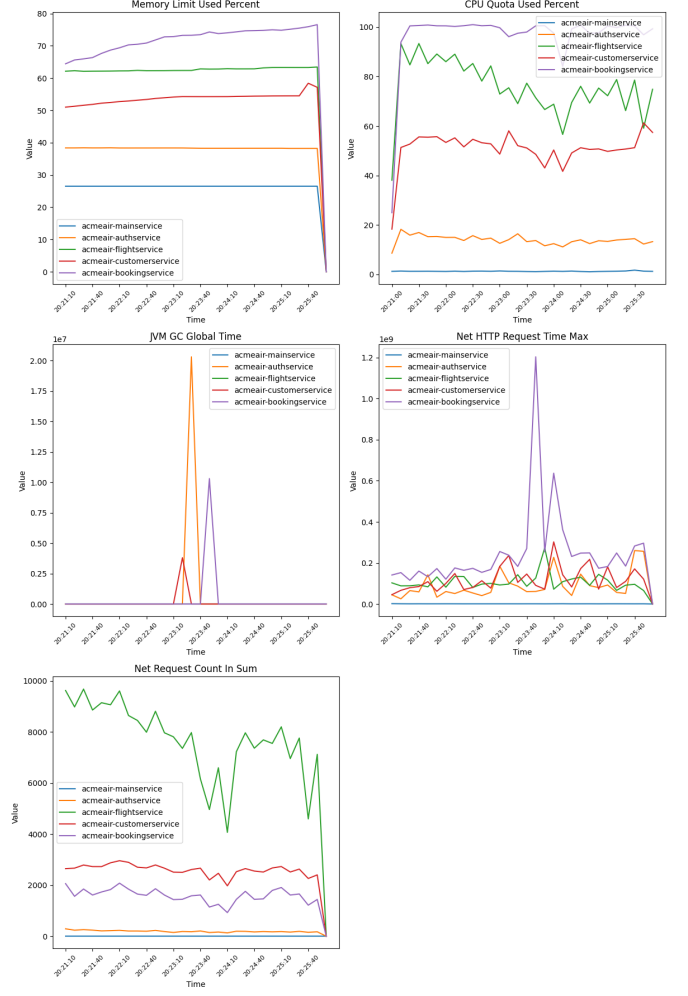 Memory Limit Used Percent
80
70
60
50
40
30
20
10
0
Value
acmeair-mainservice
acmeair-authservice
acmeair-flightservice
acmeair-customerservice
acmeair-bookingservice
20:21:10
20:21:40
20:22:10
20:22:40
20:23:10
20:23:40
20:24:10
20:24:40
20:25:10
20:25:40
Time
CPU Quota Used Percent
100
80
60
40
20
0
Value
acmeair-mainservice
acmeair-authservice
acmeair-flightservice
acmeair-customerservice
acmeair-bookingservice
20:21:00
20:21:30
20:22:00
20:22:30
20:23:00
20:23:30
20:24:00
20:24:30
20:25:00
20:25:30
Time
JVM GC Global Time
1e7
2.00
1.75
1.50
1.25
1.00
0.75
0.50
0.25
0.00
Value
acmeair-mainservice
acmeair-authservice
acmeair-flightservice
acmeair-customerservice
acmeair-bookingservice
20:21:10
20:21:40
20:22:10
20:22:40
20:23:10
20:23:40
20:24:10
20:24:40
20:25:10
20:25:40
Time
Net HTTP Request Time Max
1e9
1.2
1.0
0.8
0.6
0.4
0.2
0.0
Value
acmeair-mainservice
acmeair-authservice
acmeair-flightservice
acmeair-customerservice
acmeair-bookingservice
20:21:10
20:21:40
20:22:10
20:22:40
20:23:10
20:23:40
20:24:10
20:24:40
20:25:10
20:25:40
Time
Net Request Count In Sum
10000
8000
6000
4000
2000
0
Value
acmeair-mainservice
acmeair-authservice
acmeair-flightservice
acmeair-customerservice
acmeair-bookingservice
20:21:10
20:21:40
20:22:10
20:22:40
20:23:10
20:23:40
20:24:10
20:24:40
20:25:10
20:25:40
Time